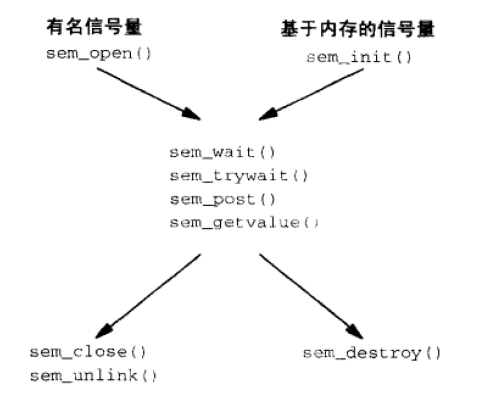 有名信号量
基于内存的信号量
sem_open()
sem_init()
sem_wait()
sem_trywait()
sem_post()
sem_getvalue()
sem_close()
sem_destroy()
sem_unlink()